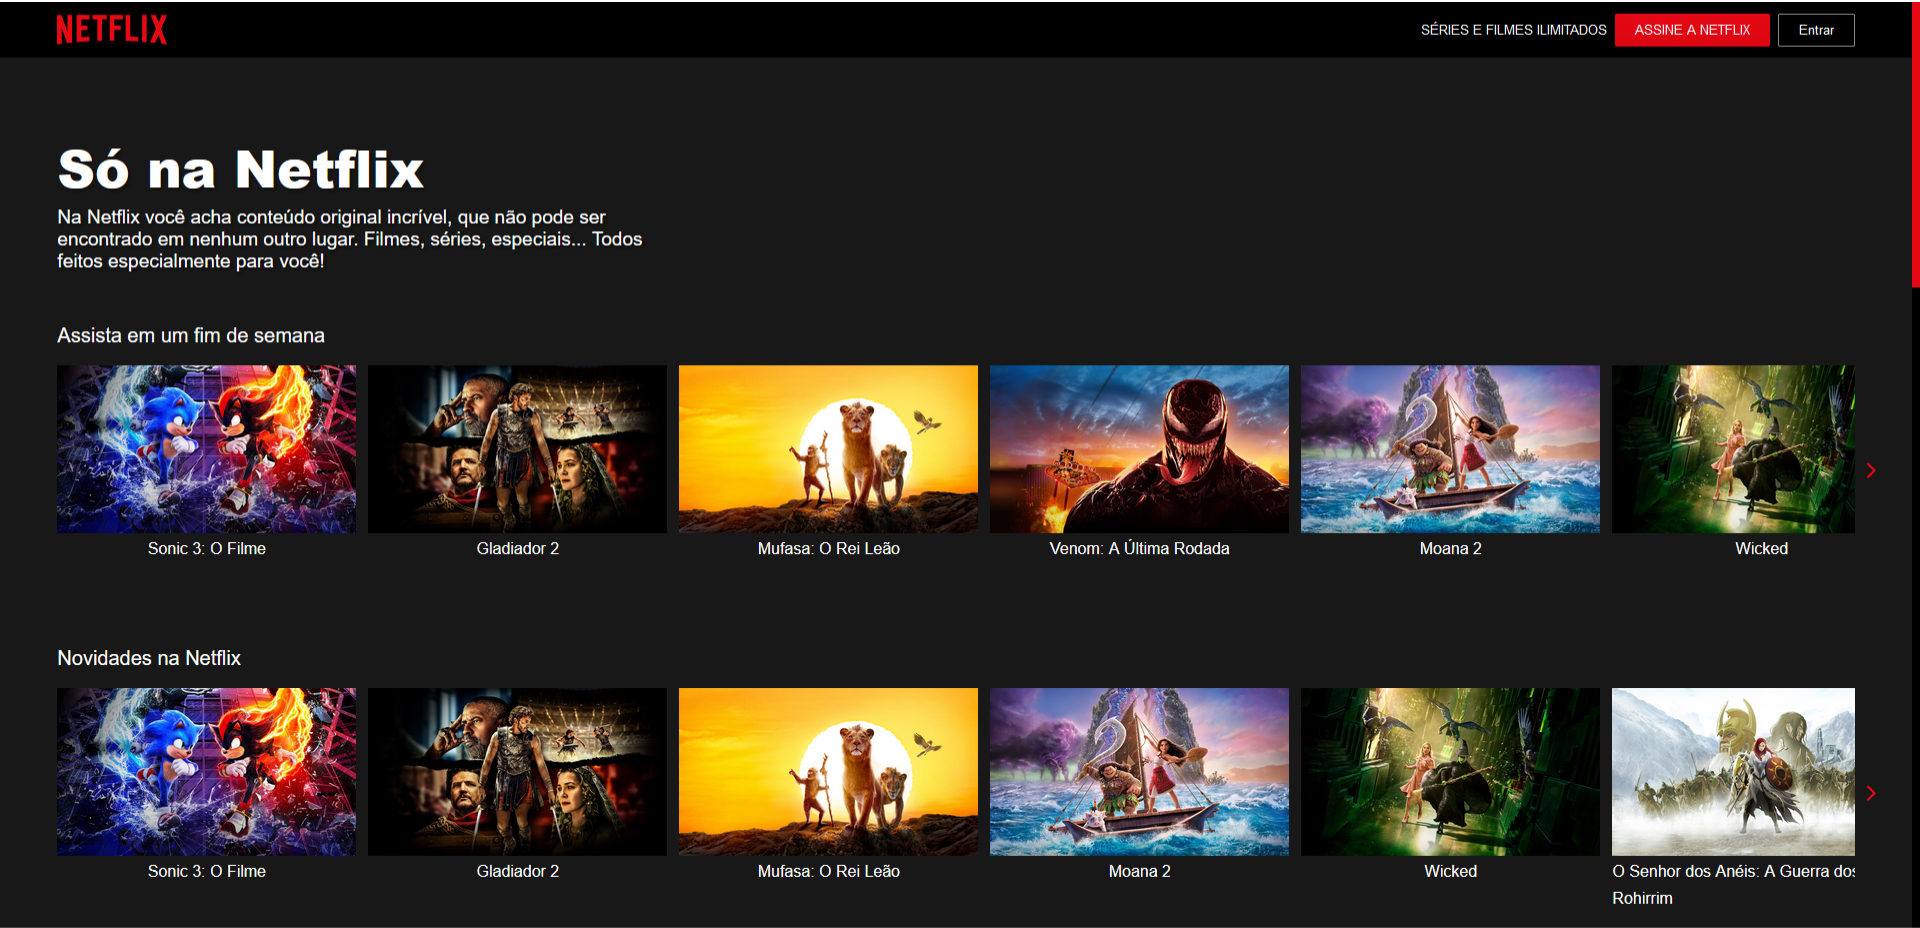 NETFLIX
SÉRIES E FILMES ILIMITADOS
ASSINE A NETFLIX
Entrar
Só na Netflix
Na Netflix você acha conteúdo original incrível, que não pode ser
encontrado em nenhum outro lugar. Filmes, séries, especiais... Todos
feitos especialmente para você!
Assista em um fim de semana
Sonic 3: O Filme
Gladiador 2
Mufasa: O Rei Leão
Venom: A Última Rodada
Moana 2
Wicked
Novidades na Netflix
Sonic 3: O Filme
Gladiador 2
Mufasa: O Rei Leão
Moana 2
Wicked
O Senhor dos Anéis: A Guerra dos
Rohirrim